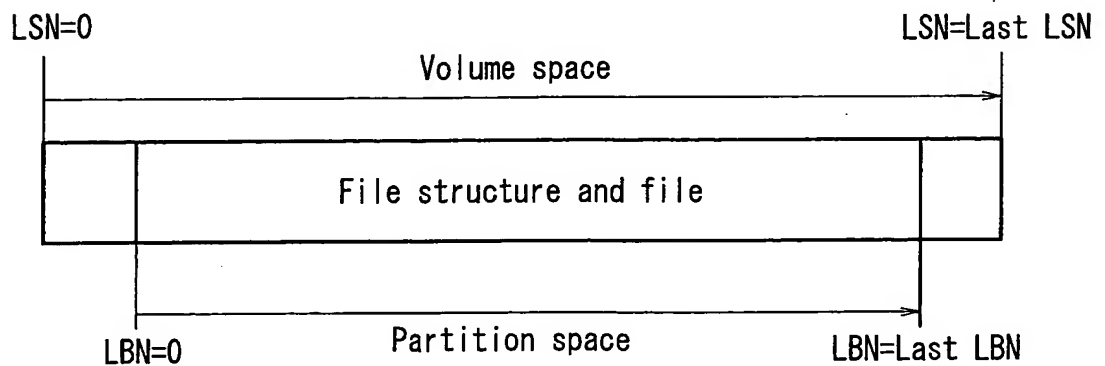 LSN=0
LSN=Last LSN
Volume space
File structure and file
Partition space
LBN=0
LBN=Last LBN